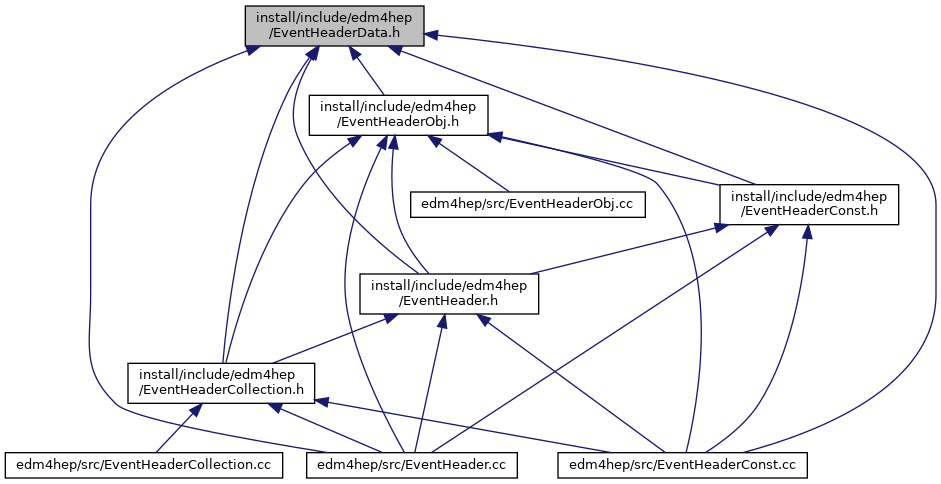 install/include/edm4hep
/EventHeaderData.h
install/include/edm4hep
/EventHeaderObj.h
edm4hep/src/EventHeaderObj.cc
install/include/edm4hep
/EventHeaderConst.h
install/include/edm4hep
/EventHeader.h
install/include/edm4hep
/EventHeaderCollection.h
edm4hep/src/EventHeaderCollection.cc
edm4hep/src/EventHeader.cc
edm4hep/src/EventHeaderConst.cc